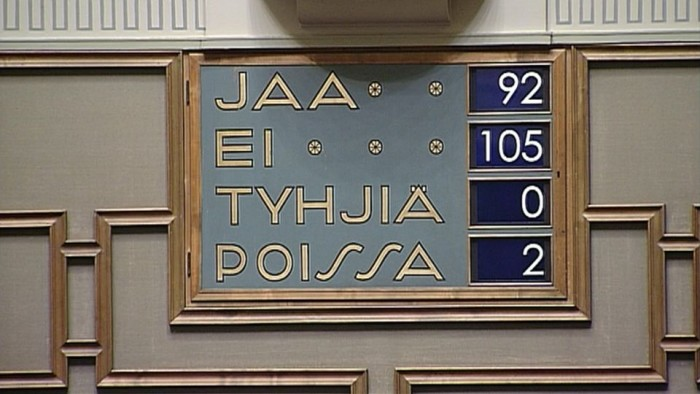 JAA 92
EI 105
TYHJIÄ 0
POISSA 2